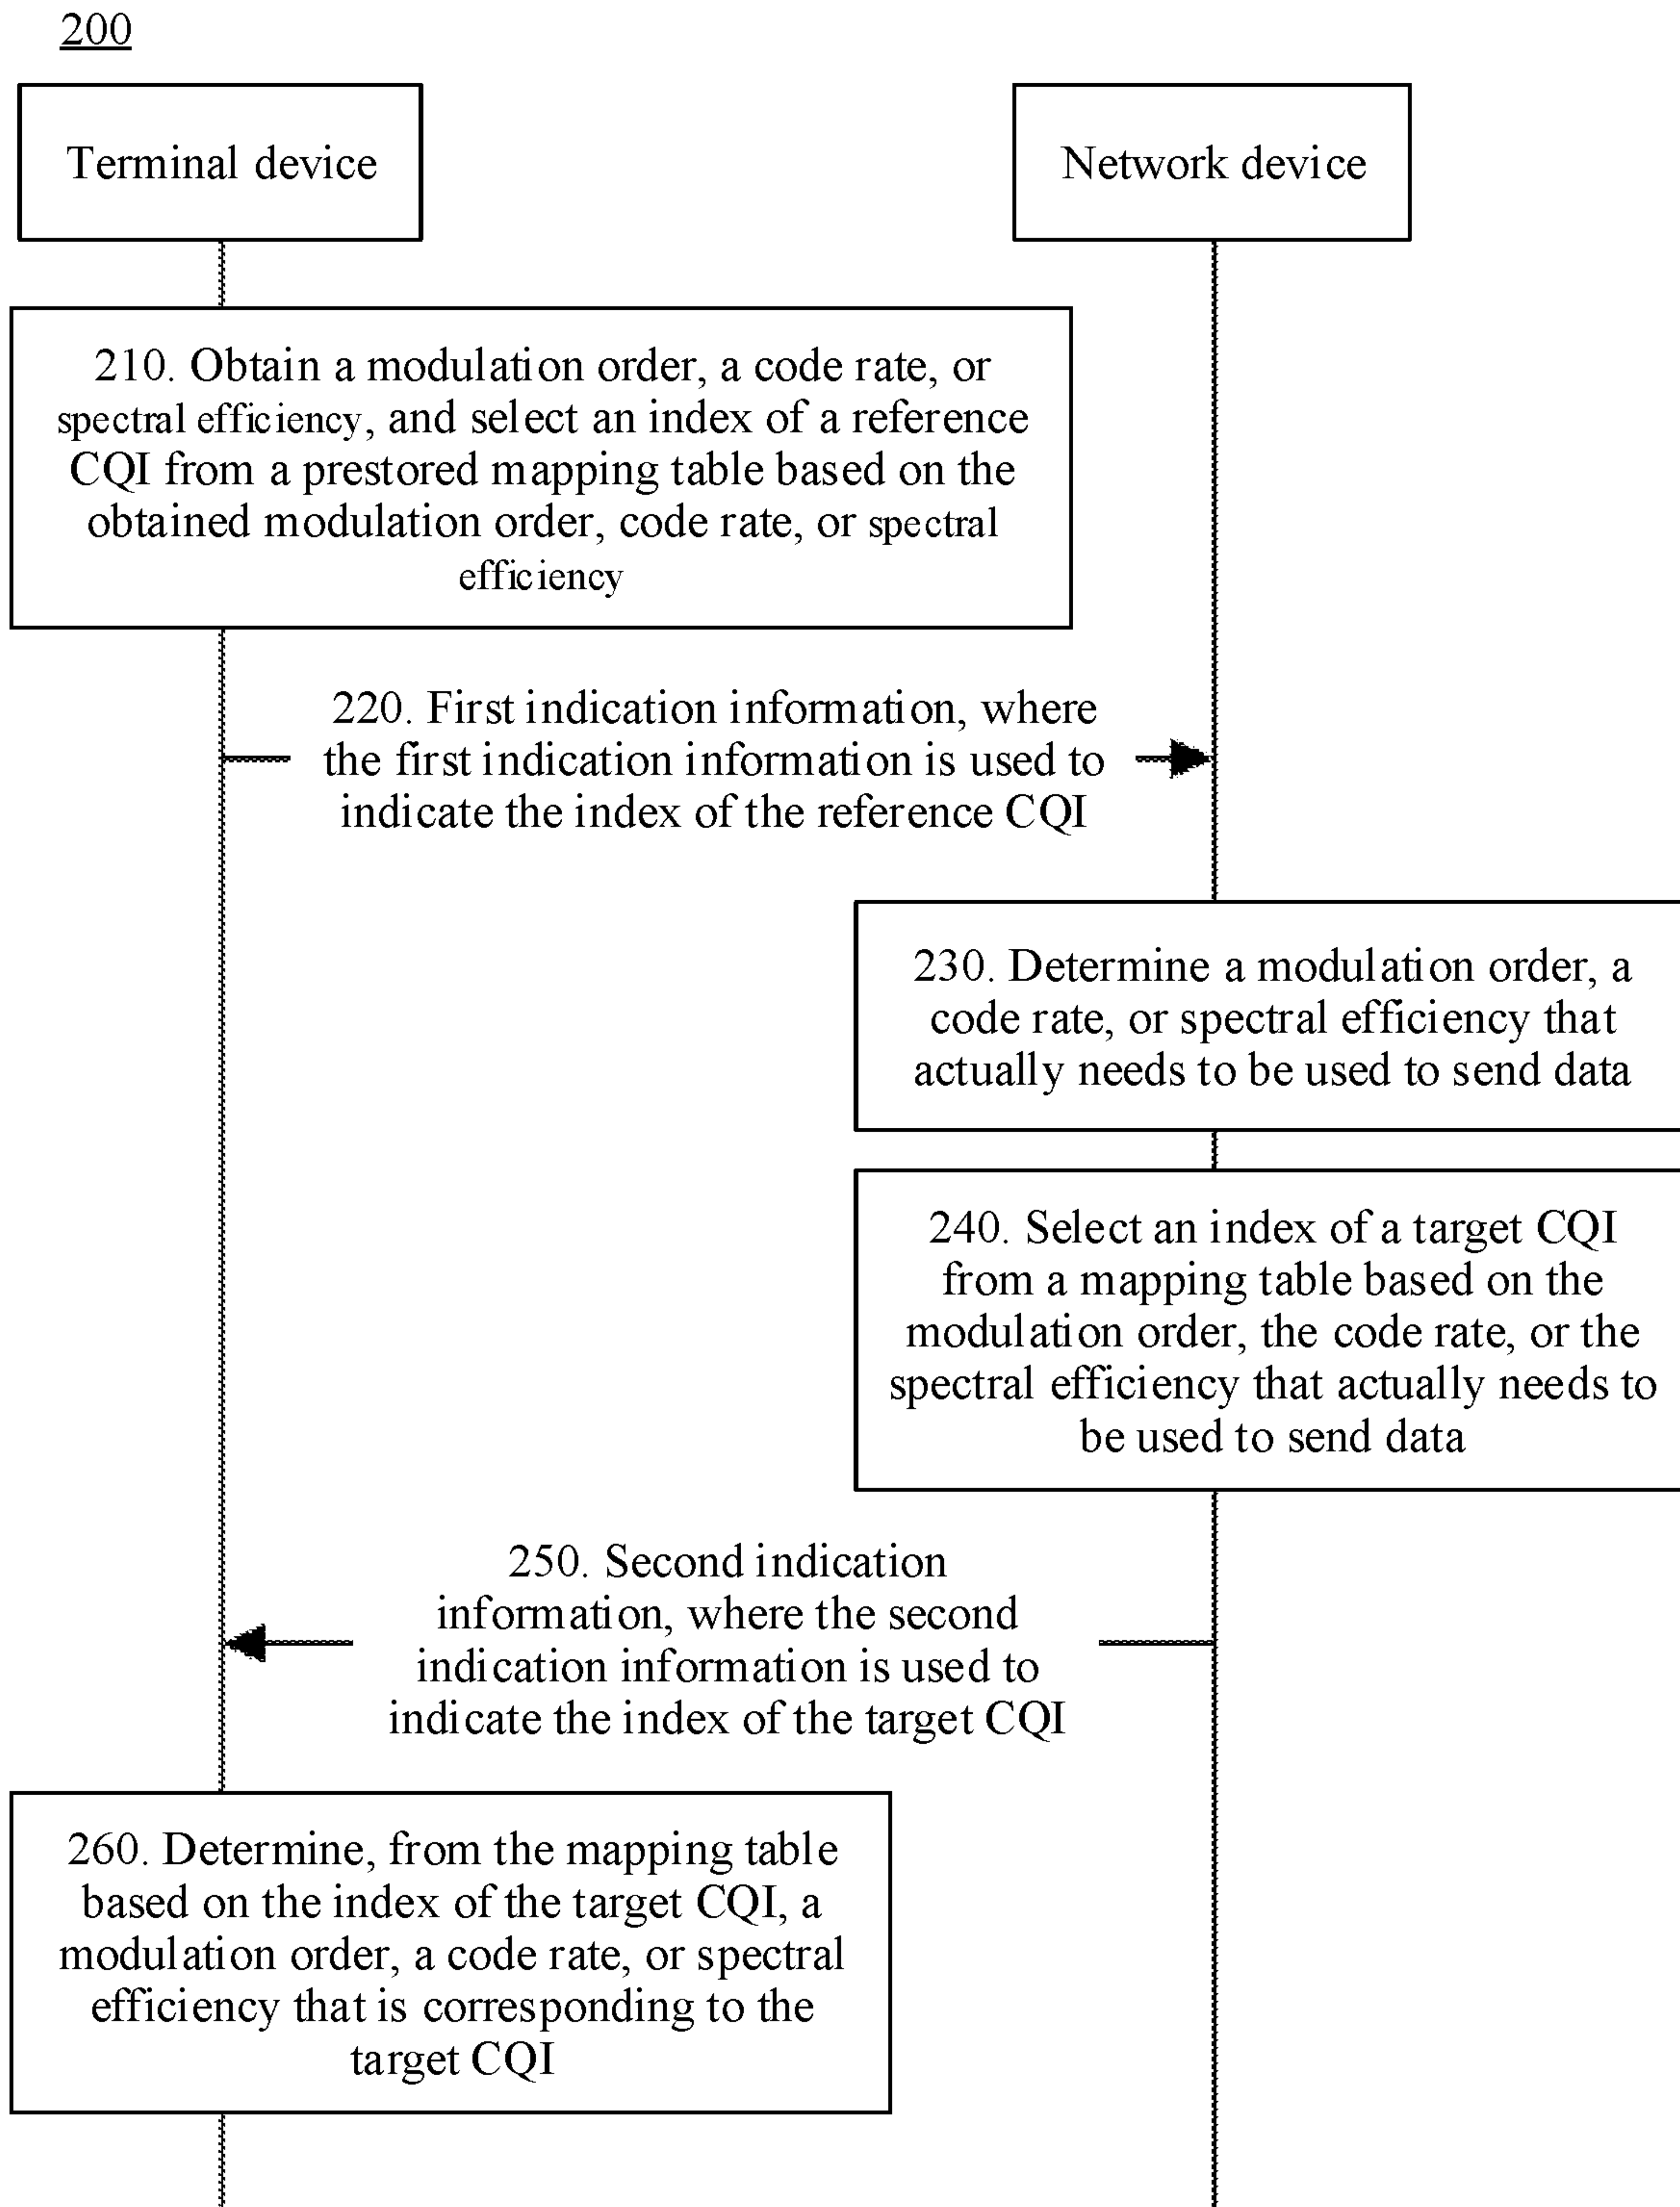 200
Terminal device
Network device
210. Obtain a modulation order, a code rate, or
spectral efficiency, and select an index of a reference
CQI from a prestored mapping table based on the
obtained modulation order, code rate, or spectral
efficiency
220. First indication information, where
the first indication information is used to
indicate the index of the reference CQI
230. Determine a modulation order, a
code rate, or spectral efficiency that
actually needs to be used to send data
240. Select an index of a target CQI
from a mapping table based on the
modulation order, the code rate, or the
spectral efficiency that actually needs to
be used to send data
250. Second indication
information, where the second
indication information is used to
indicate the index of the target CQI
260. Determine, from the mapping table
based on the index of the target CQI, a
modulation order, a code rate, or spectral
efficiency that is corresponding to the
target CQI